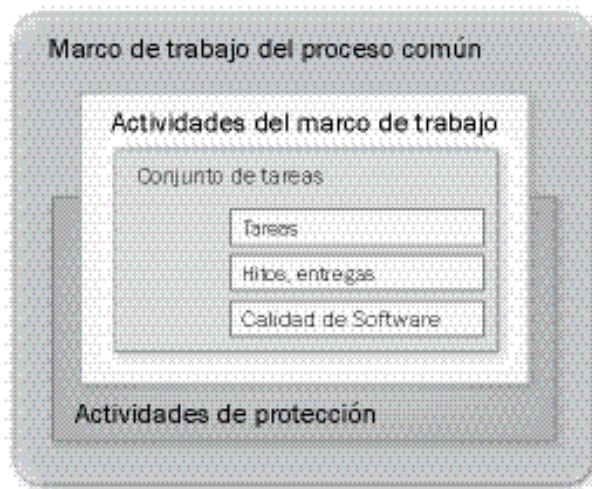 Marco de trabajo del proceso común
Actividades del marco de trabajo
Conjunto de tareas
Tareas
Hitos, entregas
Calidad de Software
Actividades de protección